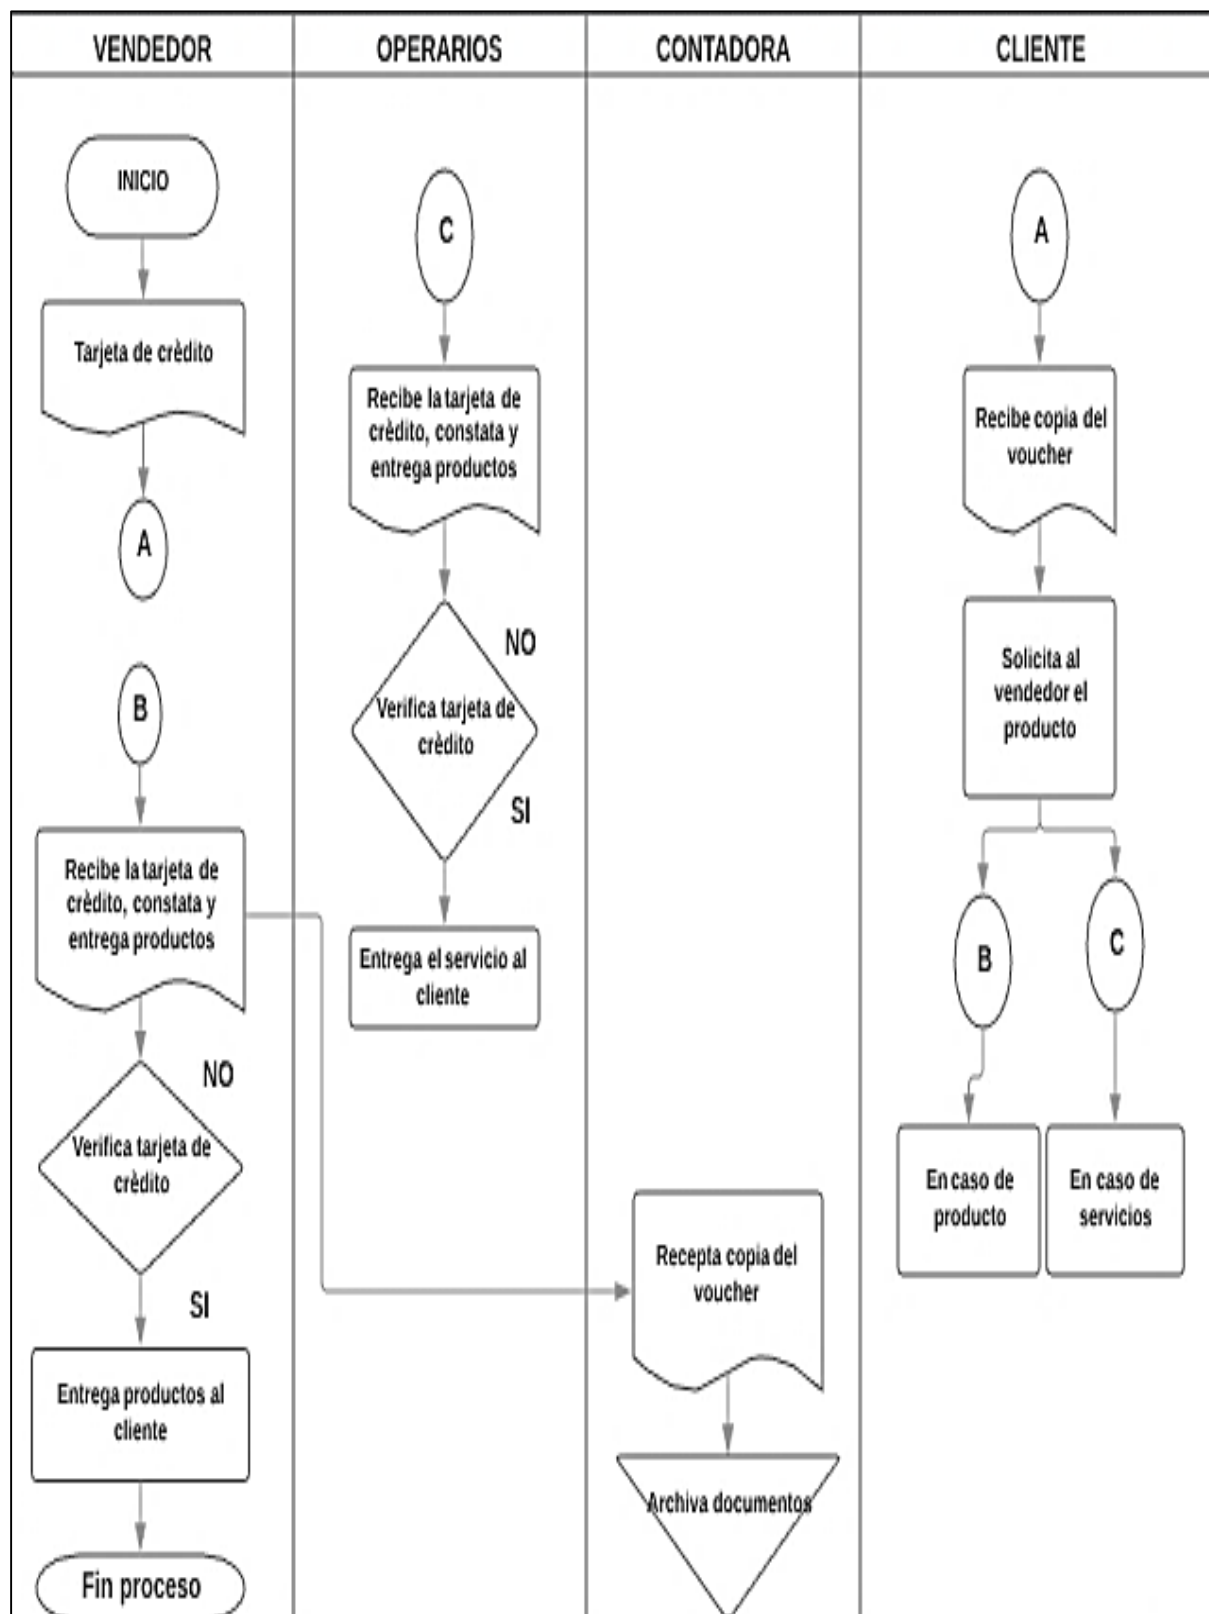 VENDEDOR
OPERARIOS
CONTADORA
CLIENTE
INICIO
Tarjeta de crèdito
A
B
Recibe la tarjeta de
crèdito, constata y
entrega productos
NO
Verifica tarjeta de
crèdito
SI
Entrega productos al
cliente
Fin proceso
C
Recibe la tarjeta de
crèdito, constata y
entrega productos
NO
Verifica tarjeta de
crèdito
SI
Entrega el servicio al
cliente
Recepta copia del
voucher
Archiva documentos
A
Recibe copia del
voucher
Solicita al
vendedor el
producto
B
C
En caso de
producto
En caso de
servicios